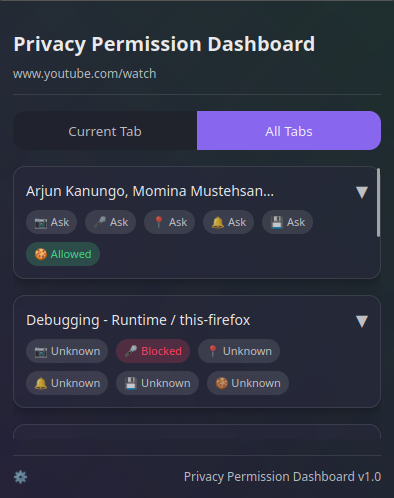 Privacy Permission Dashboard
www.youtube.com/watch
Current Tab
All Tabs
Arjun Kanungo, Momina Mustehsan...
Ask Ask Ask Ask Ask
Allowed
Debugging - Runtime / this-firefox
Unknown Blocked Unknown
Unknown Unknown Unknown
Privacy Permission Dashboard v1.0